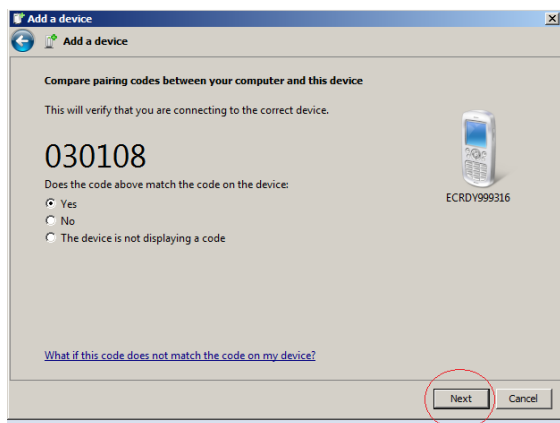 Add a device
Add a device
Compare pairing codes between your computer and this device
This will verify that you are connecting to the correct device.
030108
Does the code above match the code on the device:
ECRDY999316
Yes
No
The device is not displaying a code
What if this code does not match the code on my device?
Next Cancel